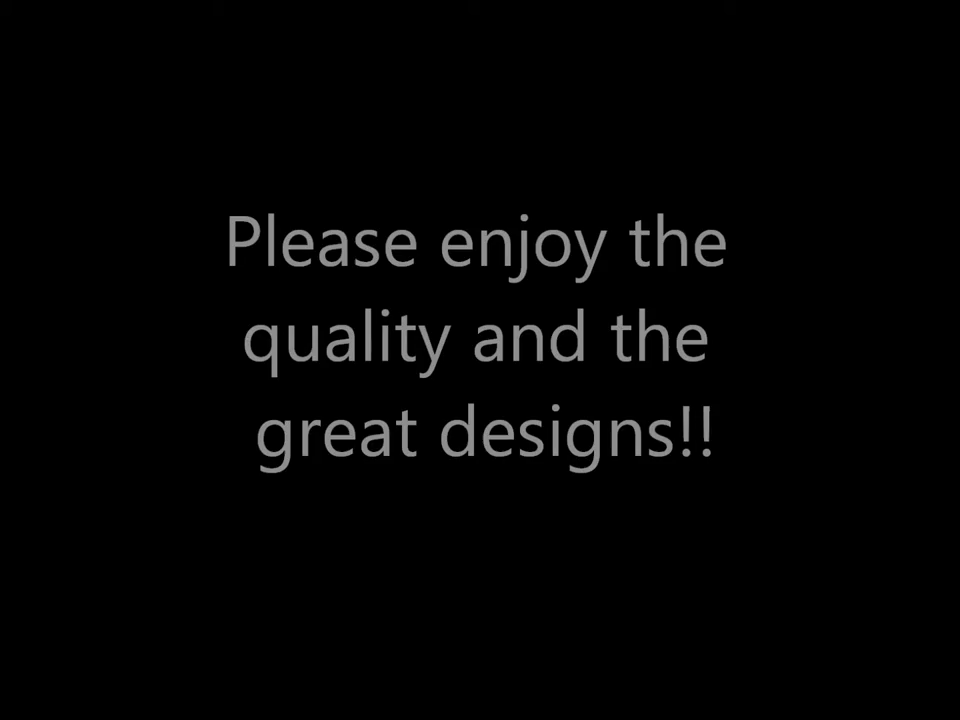 Please enjoy the
quality and the
great designs!!